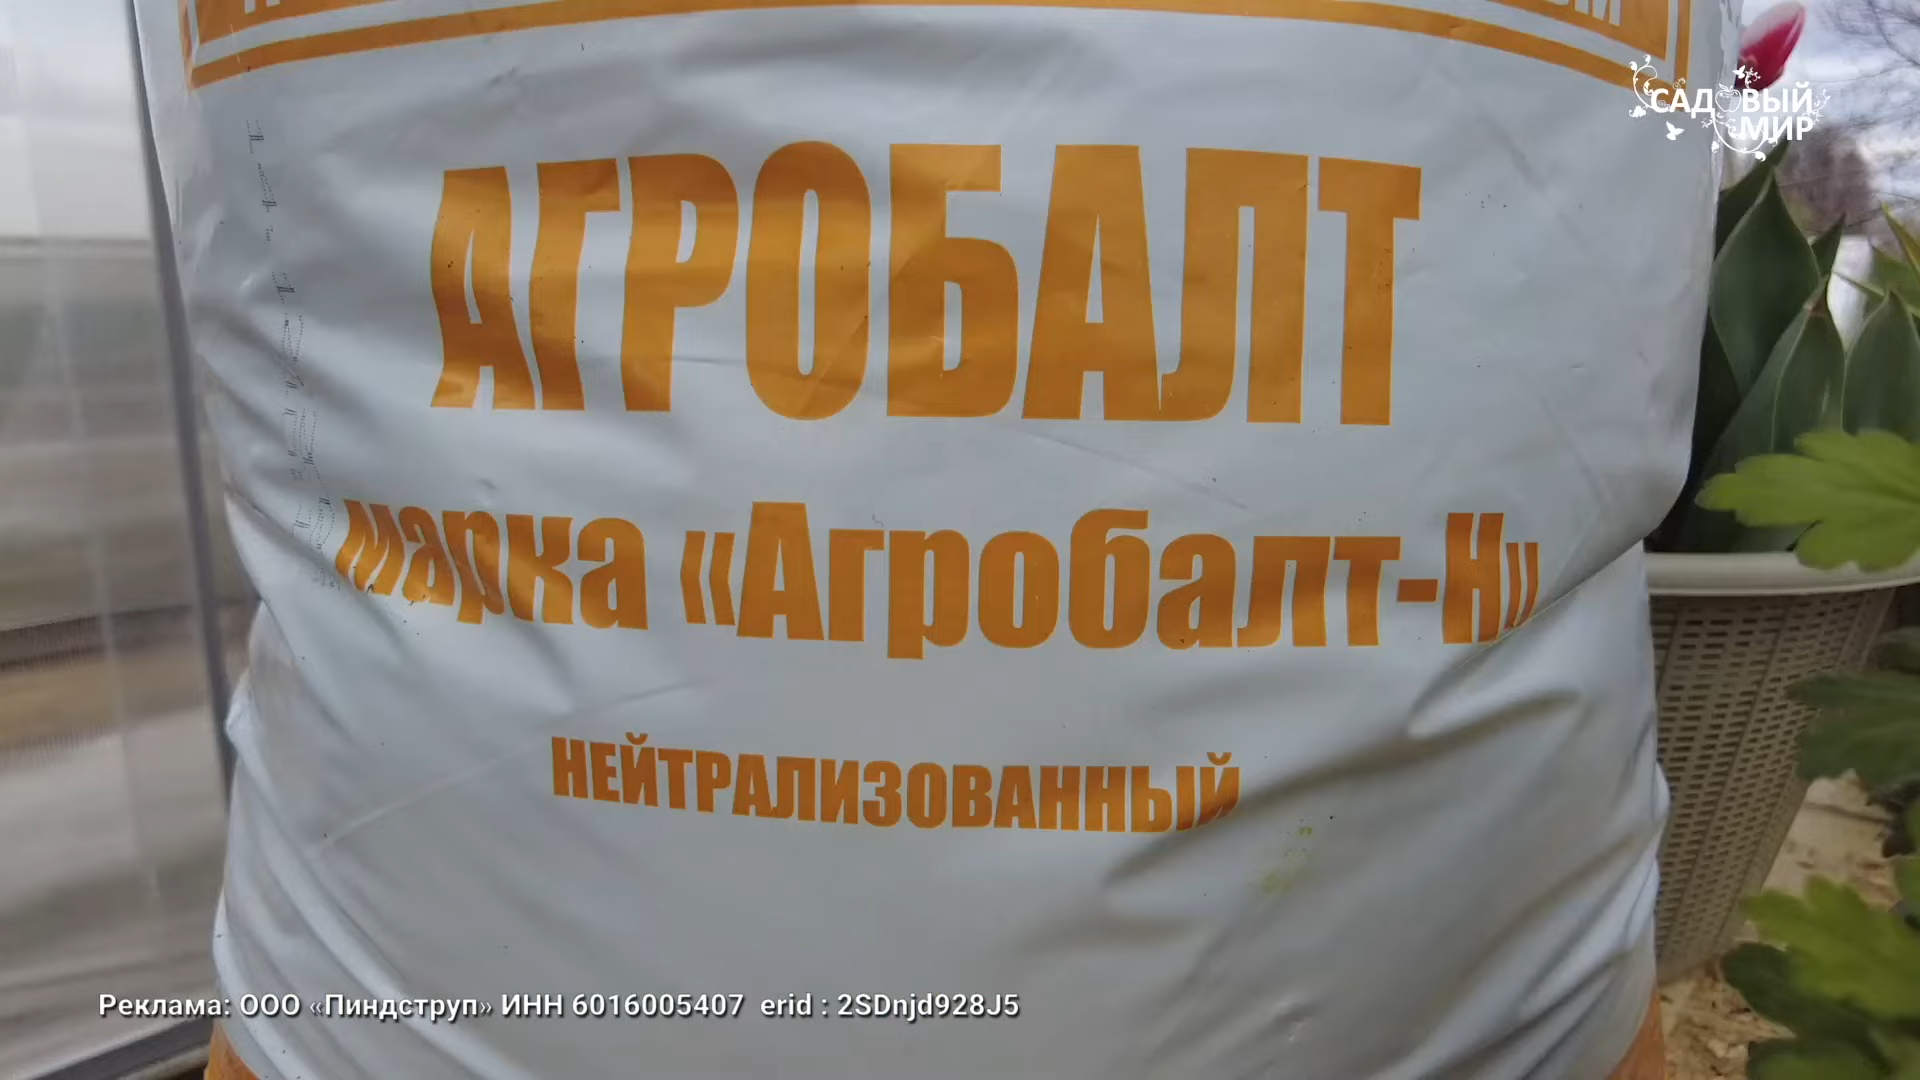 САДОВЫЙ
МИР
АГРОБАЛТ
марка «Агробалт-Н»
НЕЙТРАЛИЗОВАННЫЙ
Реклама: ООО «Пиндструп» ИНН 6016005407 erid : 2SDnjd928J5